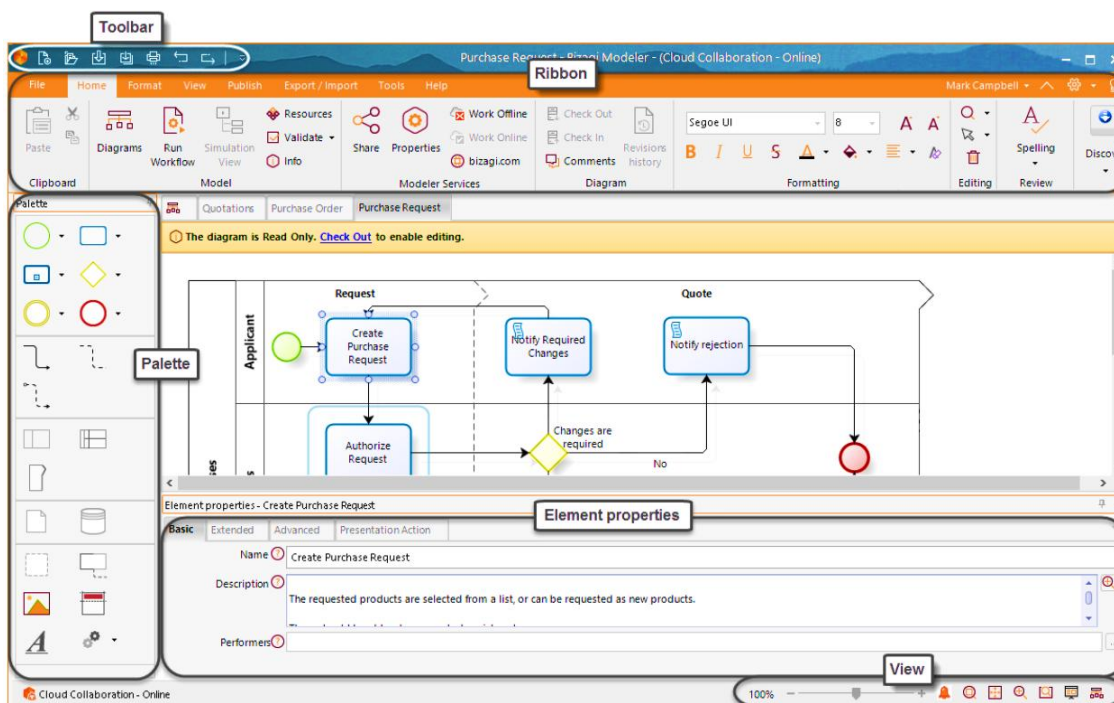 Toolbar
Purchase Request - Bizagi Modeler - (Cloud Collaboration - Online)
Ribbon
File Home Format View Publish Export / Import Tools Help Mark Campbell
Paste
Diagrams
Run Workflow
Simulation View
Resources
Validate
Info
Share
Properties
Work Offline
Work Online
bizagi.com
Check Out
Check In
Comments
Revisions history
Segoe UI 8
B I U S A
Spelling
Discov
Clipboard Model Modeler Services Diagram Formatting Editing Review
Palette
Quotations Purchase Order Purchase Request
The diagram is Read Only. Check Out to enable editing.
Request Quote
Applicant
Create
Purchase
Request
Notify Required
Changes
Notify rejection
Palette
Authorize
Request
Changes are
required
No
Element properties - Create Purchase Request
Element properties
Basic Extended Advanced Presentation Action
Name Create Purchase Request
Description
The requested products are selected from a list, or can be requested as new products.
Performers
View
Cloud Collaboration - Online
100%